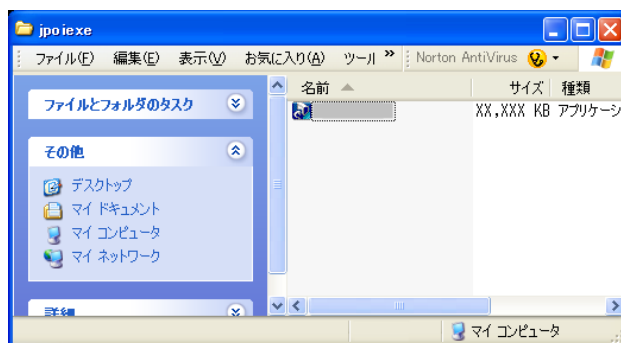 jpoiexe
ファイル(F) 編集(E) 表示(V) お気に入り(A) ツール » Norton AntiVirus
ファイルとフォルダのタスク
その他
デスクトップ
マイ ドキュメント
マイ コンピュータ
マイ ネットワーク
詳細
名前 サイズ 種類
XX,XXX KB アプリケーシ
マイ コンピュータ